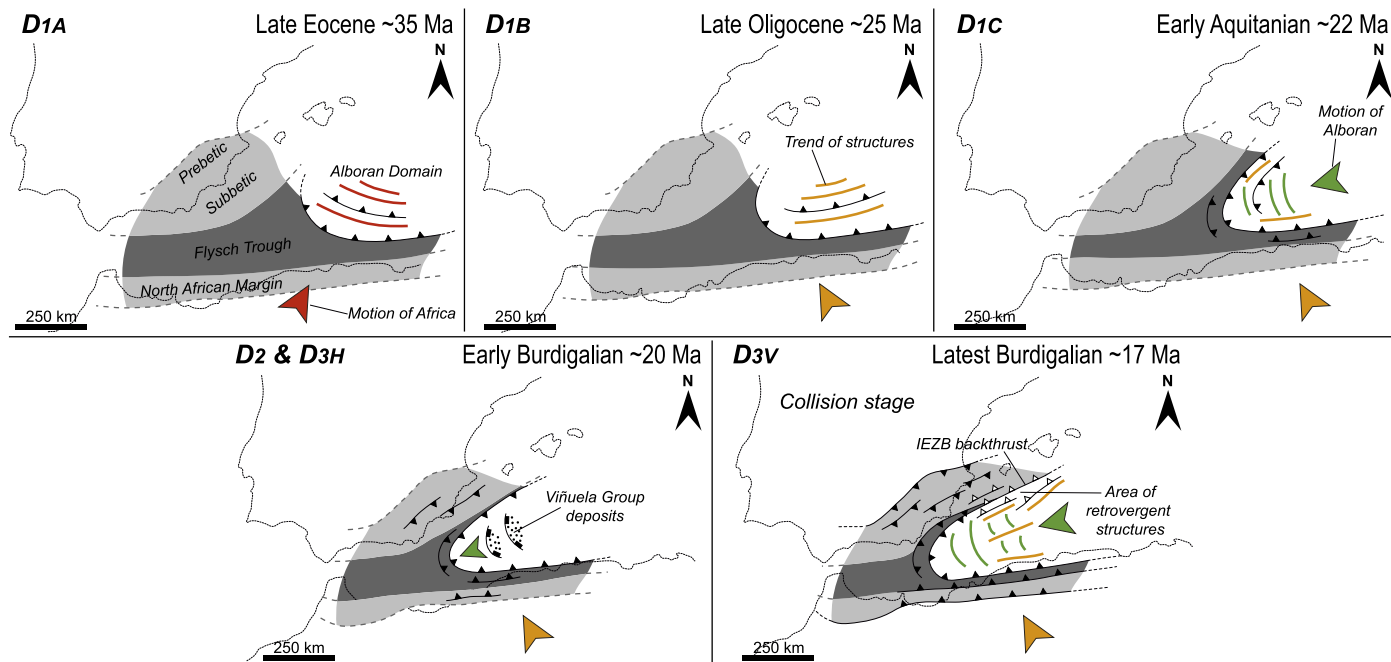 D1A
Late Eocene ~35 Ma
N
Prebetic
Subbetic
Alboran Domain
Flysch Trough
North African Margin
250 km
Motion of Africa
D1B
Late Oligocene ~25 Ma
N
Trend of structures
250 km
D1C
Early Aquitanian ~22 Ma
N
Motion of
Alboran
250 km
D2 & D3H
Early Burdigalian ~20 Ma
N
Viñuela Group
deposits
250 km
D3V
Latest Burdigalian ~17 Ma
N
Collision stage
IEZB backthrust
Area of
retrovergent
structures
250 km